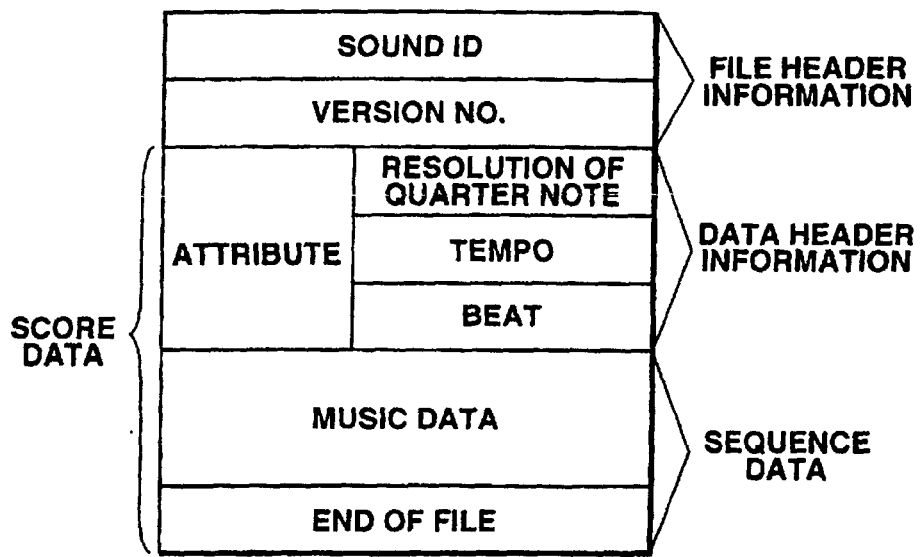 SOUND ID
VERSION NO.
FILE HEADER
INFORMATION
ATTRIBUTE
RESOLUTION OF
QUARTER NOTE
TEMPO
BEAT
DATA HEADER
INFORMATION
SCORE
DATA
MUSIC DATA
END OF FILE
SEQUENCE
DATA